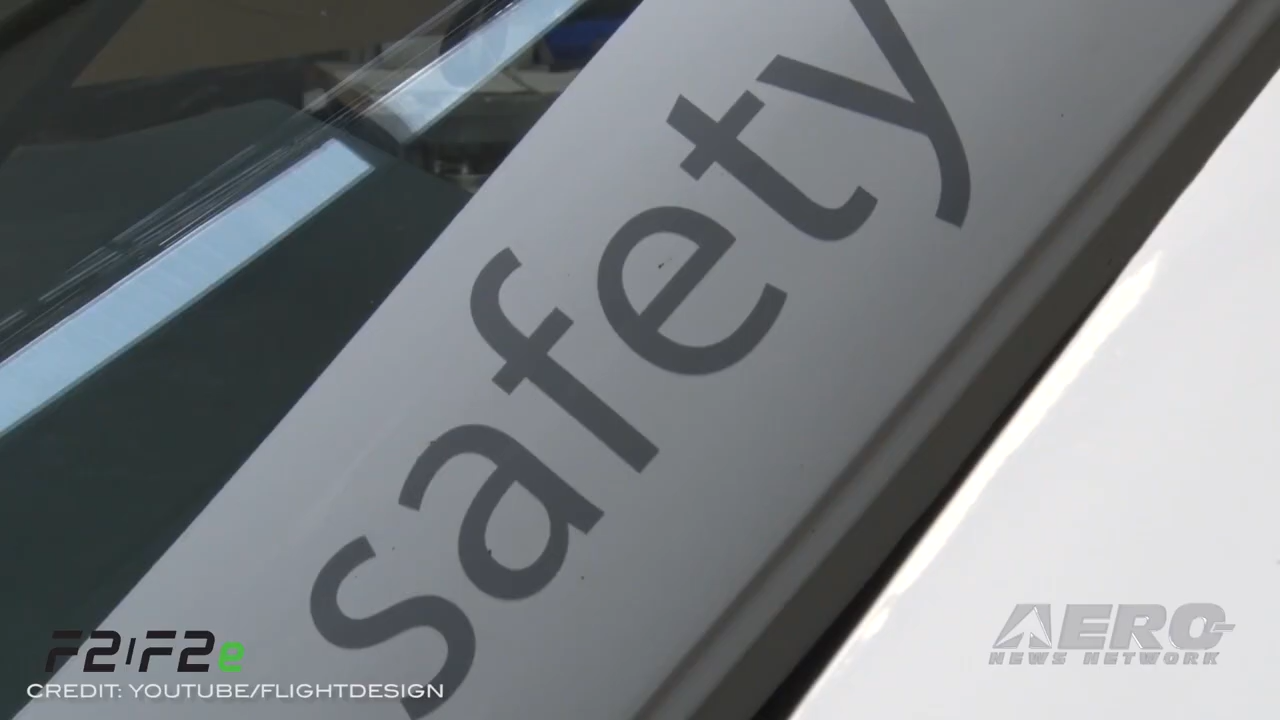 safety
F2/F2e
CREDIT: YOUTUBE/FLIGHTDESIGN
AERO
NEWS NETWORK